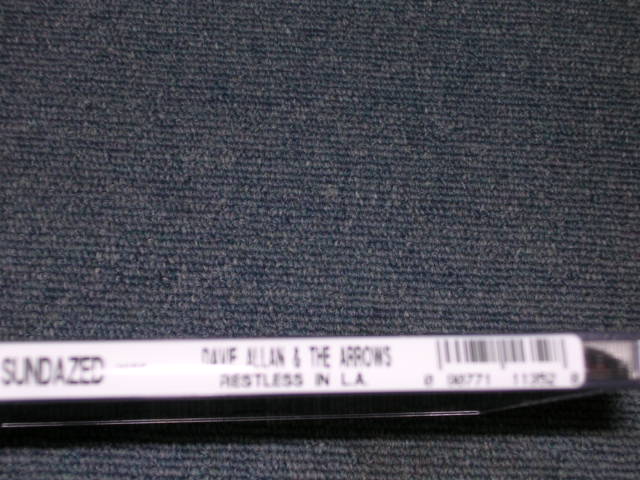 SUNDAZED
DAVIE ALLAN & THE ARROWS
RESTLESS IN L.A.
0 90771 11352 9